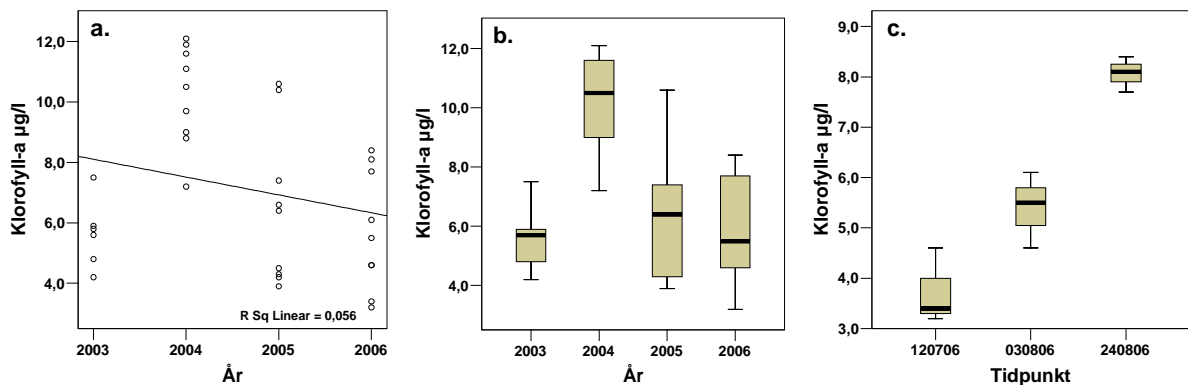 a.
Klorofyll-a µg/l
12,0
10,0
8,0
6,0
4,0
R Sq Linear = 0,056
2003 2004 2005 2006
År
b.
Klorofyll-a µg/l
12,0
10,0
8,0
6,0
4,0
2003 2004 2005 2006
År
c.
Klorofyll-a µg/l
9,0
8,0
7,0
6,0
5,0
4,0
3,0
120706 030806 240806
Tidpunkt